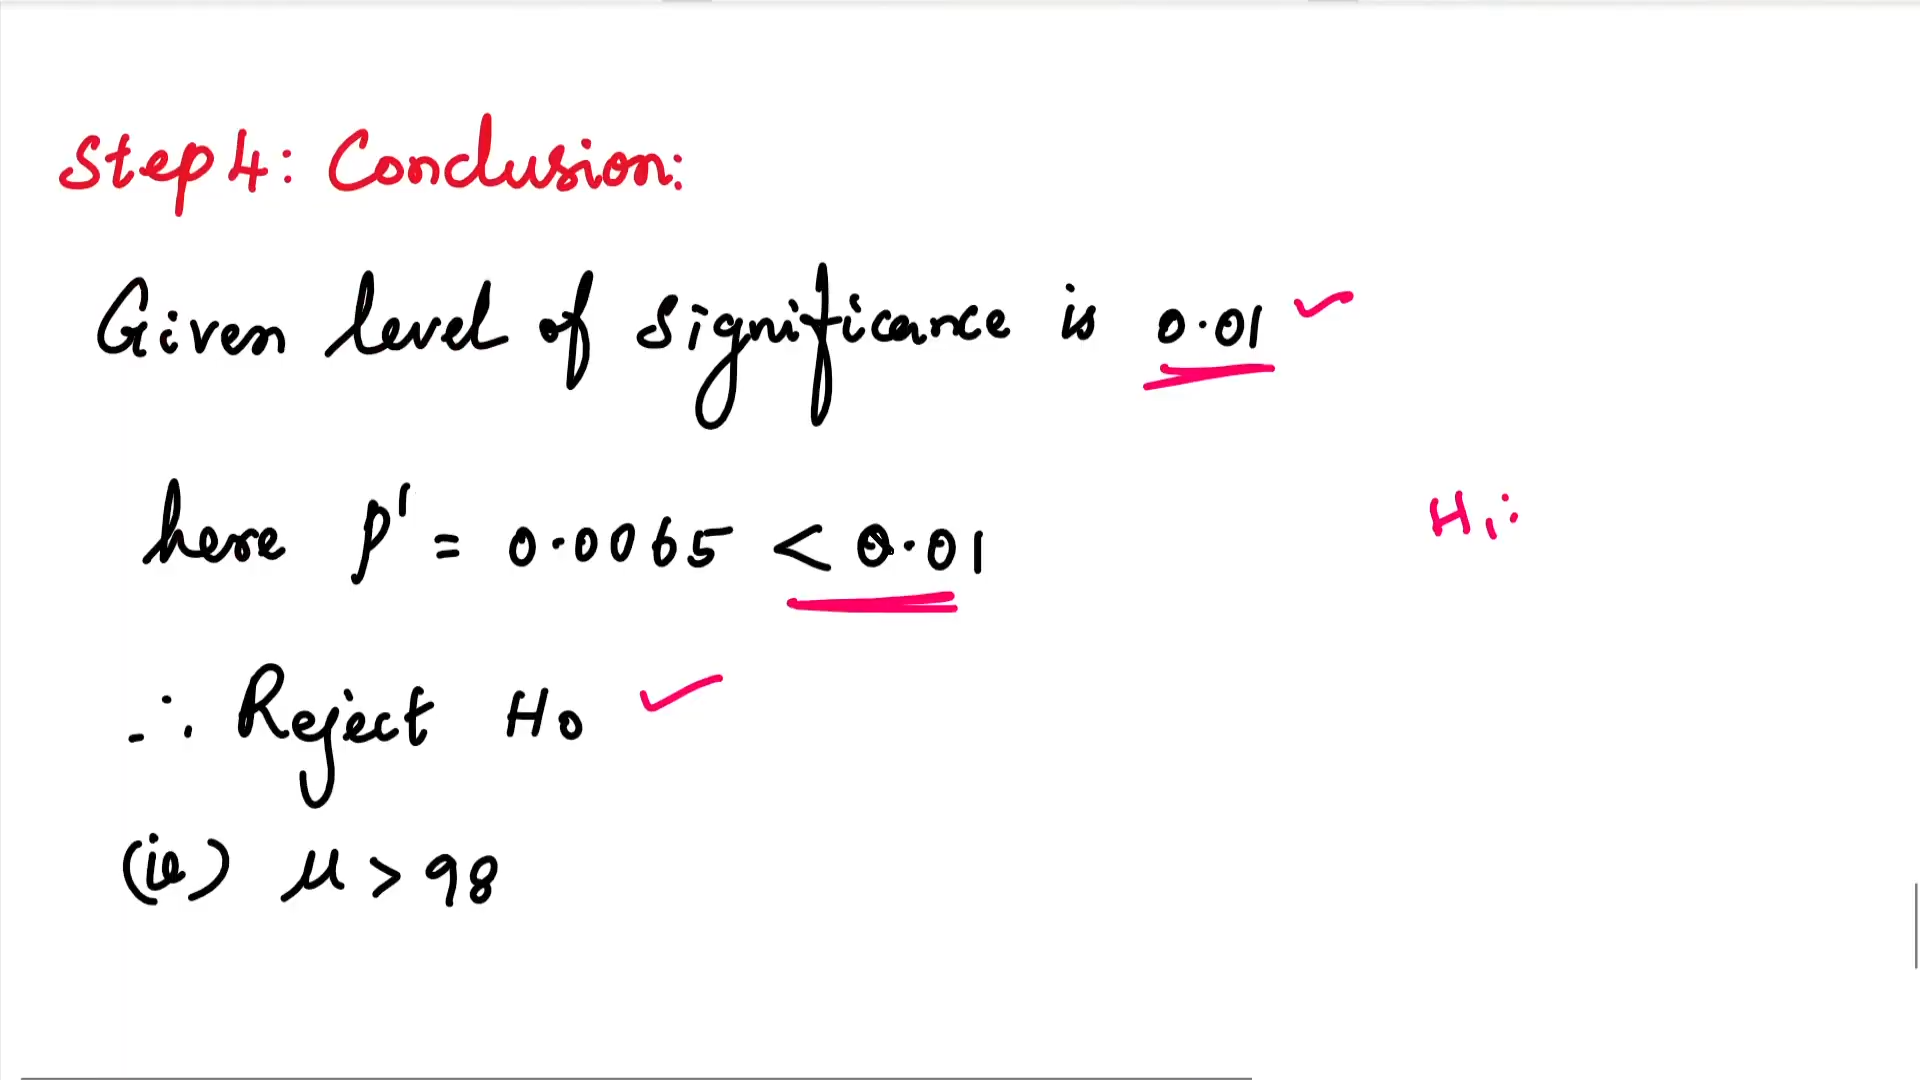 Step 4: Conclusion:
Given level of significance is 0.01 ✓
here p' = 0.0065 < 0.01
H₁:
∴ Reject H0 ✓
(ie) μ > 98